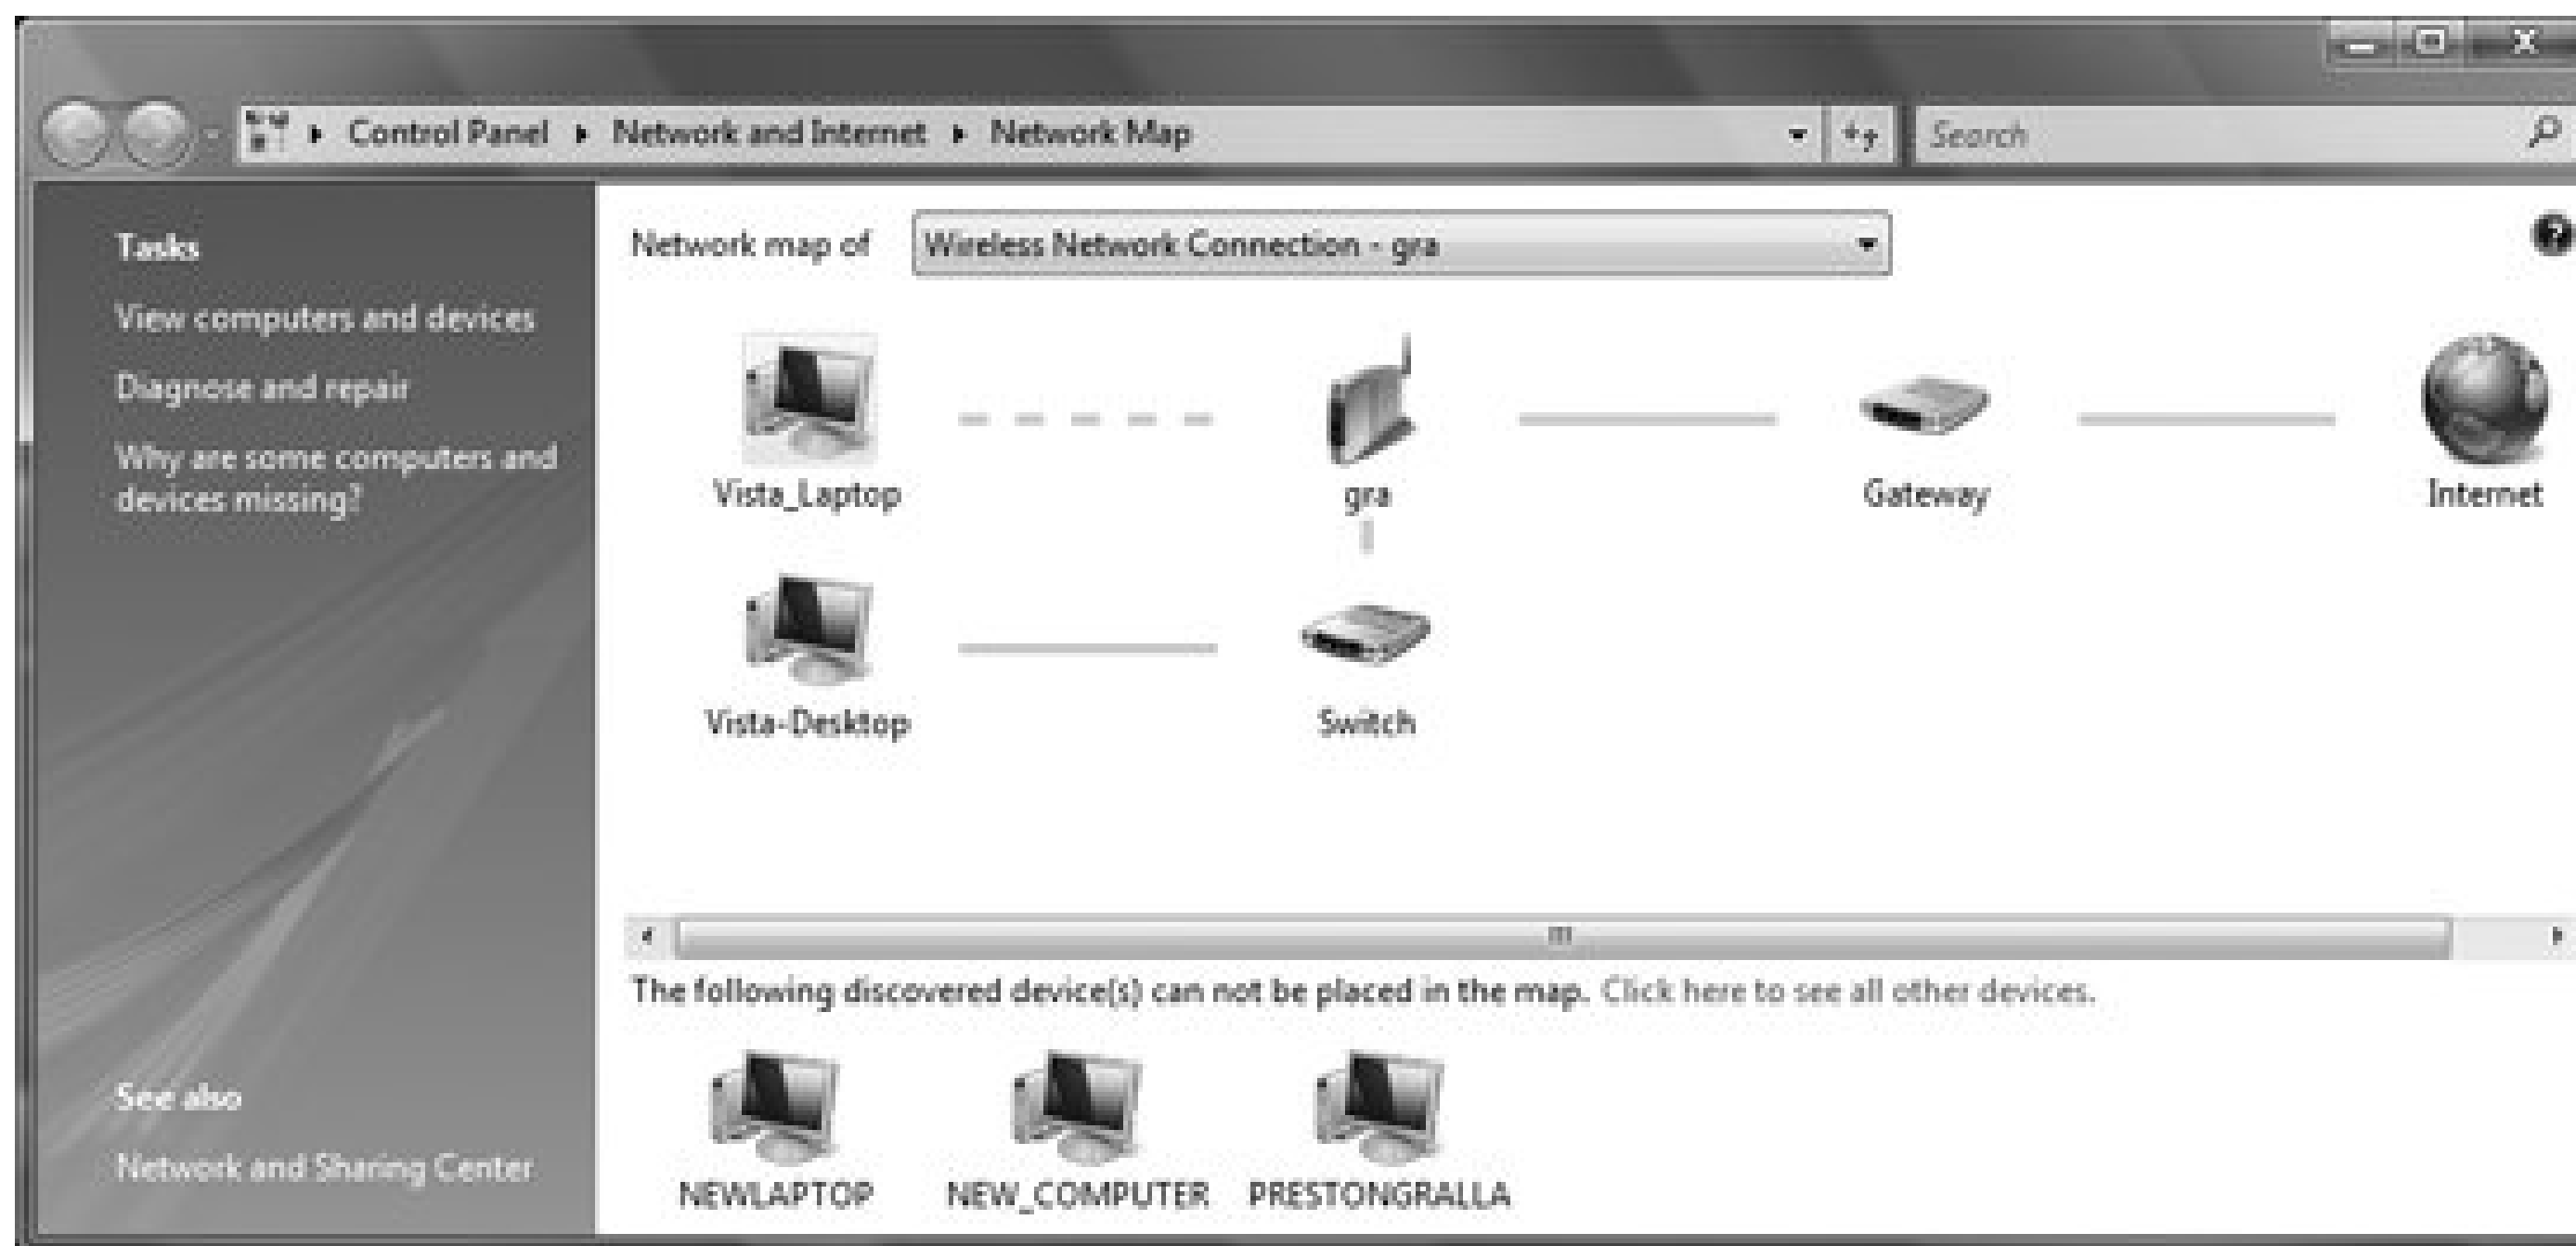 Control Panel Network and Internet Network Map
Search
Tasks
View computers and devices
Diagnose and repair
Why are some computers and
devices missing?
See also
Network and Sharing Center
Network map of Wireless Network Connection - gra
Vista_Laptop gra Gateway Internet
Vista-Desktop Switch
The following discovered device(s) can not be placed in the map. Click here to see all other devices.
NEWLAPTOP NEW_COMPUTER PRESTONGRALLA